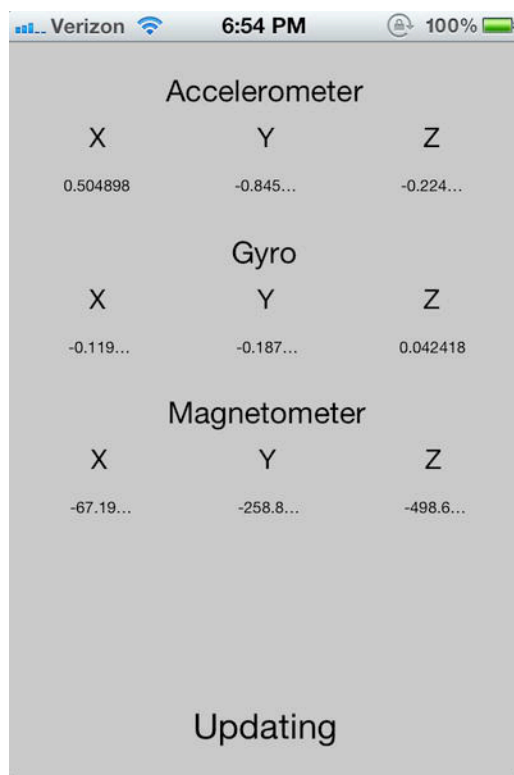 Verizon 6:54 PM 100%
Accelerometer
X Y Z
0.504898 -0.845... -0.224...
Gyro
X Y Z
-0.119... -0.187... 0.042418
Magnetometer
X Y Z
-67.19... -258.8... -498.6...
Updating